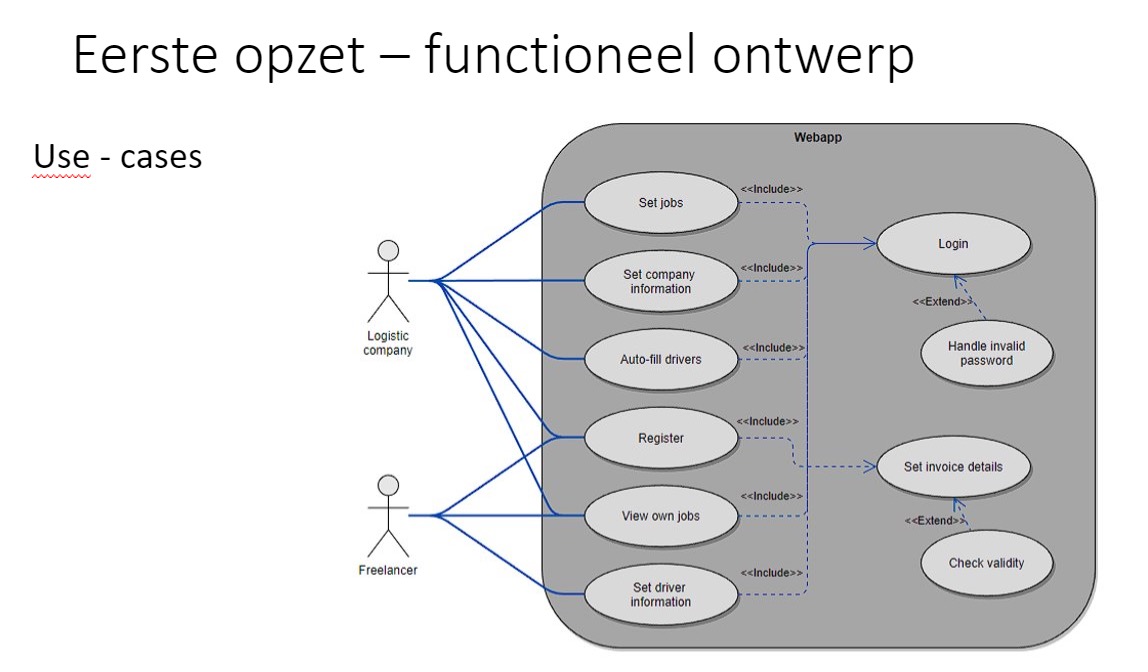 Eerste opzet – functioneel ontwerp
Use - cases
Webapp
Set jobs
<<Include>>
Login
Set company
information
<<Include>>
<<Extend>>
Logistic
company
Auto-fill drivers
<<Include>>
Handle invalid
password
Register
<<Include>>
Set invoice details
Freelancer
View own jobs
<<Include>>
<<Extend>>
Check validity
Set driver
information
<<Include>>